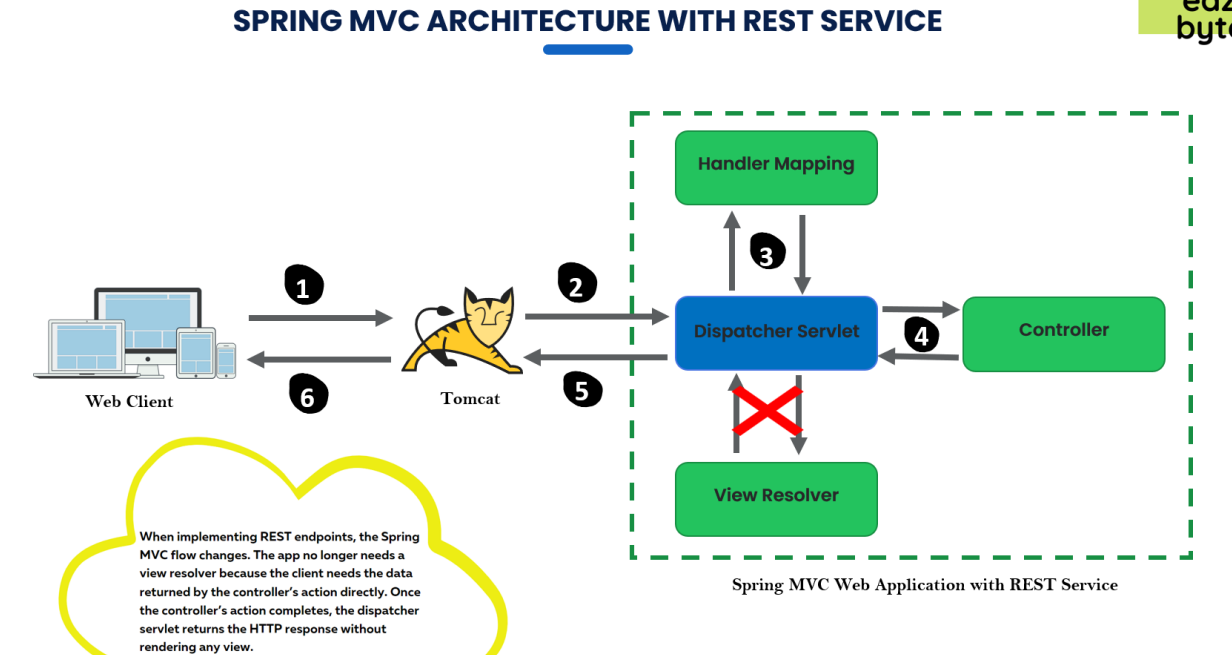 SPRING MVC ARCHITECTURE WITH REST SERVICE
byte
Handler Mapping
3
1
2
Dispatcher Servlet
4
Controller
6
5
Web Client
Tomcat
View Resolver
When implementing REST endpoints, the Spring
MVC flow changes. The app no longer needs a
view resolver because the client needs the data
returned by the controller's action directly. Once
the controller's action completes, the dispatcher
servlet returns the HTTP response without
rendering any view.
Spring MVC Web Application with REST Service